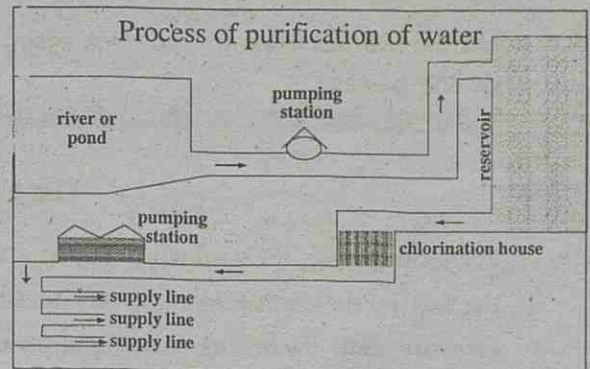 Process of purification of water
river or
pond
pumping
station
reservoir
pumping
station
chlorination house
supply line
supply line
supply line